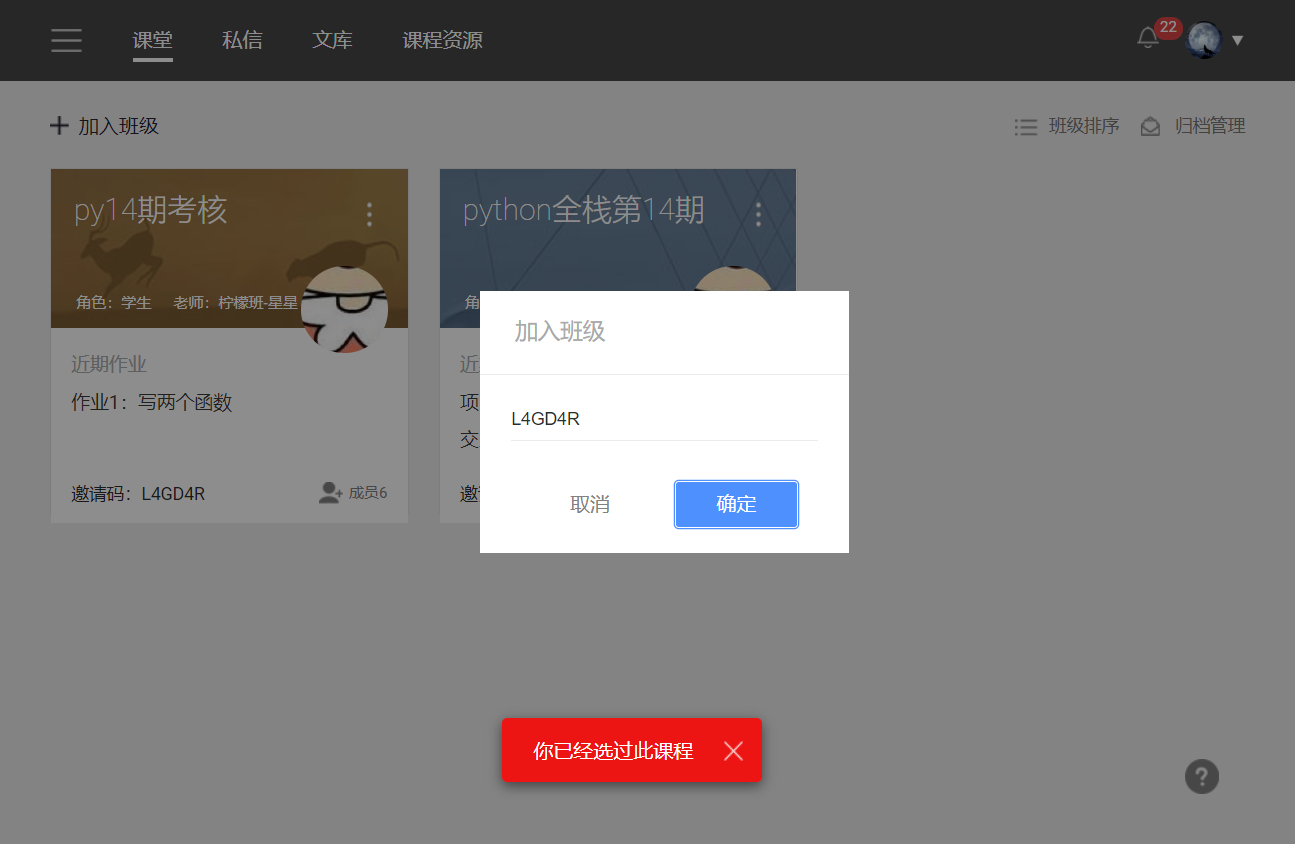 课堂 私信 文库 课程资源 22
加入班级 班级排序 归档管理
py14期考核
角色：学生 老师：柠檬班-星星
近期作业
作业1：写两个函数
邀请码：L4GD4R 成员6
python全栈第14期
角
近
项
交
邀
加入班级
L4GD4R
取消 确定
你已经选过此课程